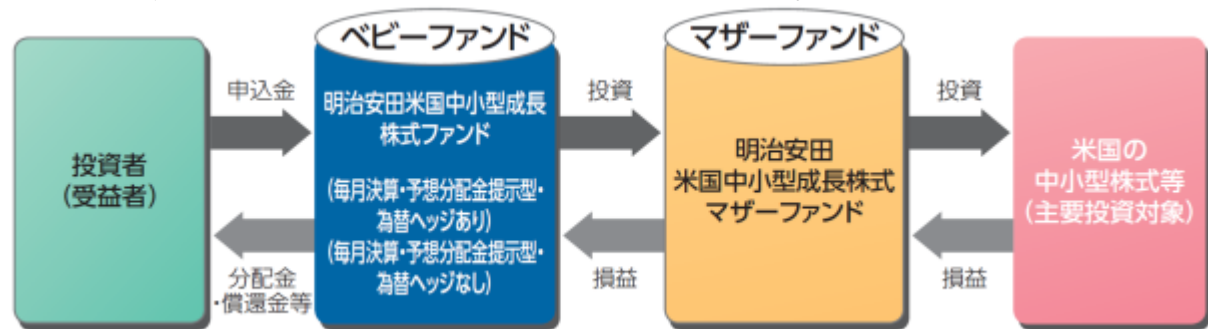 ベビーファンド
マザーファンド
投資者
(受益者)
申込金
分配金
・償還金等
明治安田米国中小型成長
株式ファンド
(毎月決算・予想分配金提示型・
為替ヘッジあり)
(毎月決算・予想分配金提示型・
為替ヘッジなし)
投資
損益
明治安田
米国中小型成長株式
マザーファンド
投資
損益
米国の
中小型株式等
(主要投資対象)